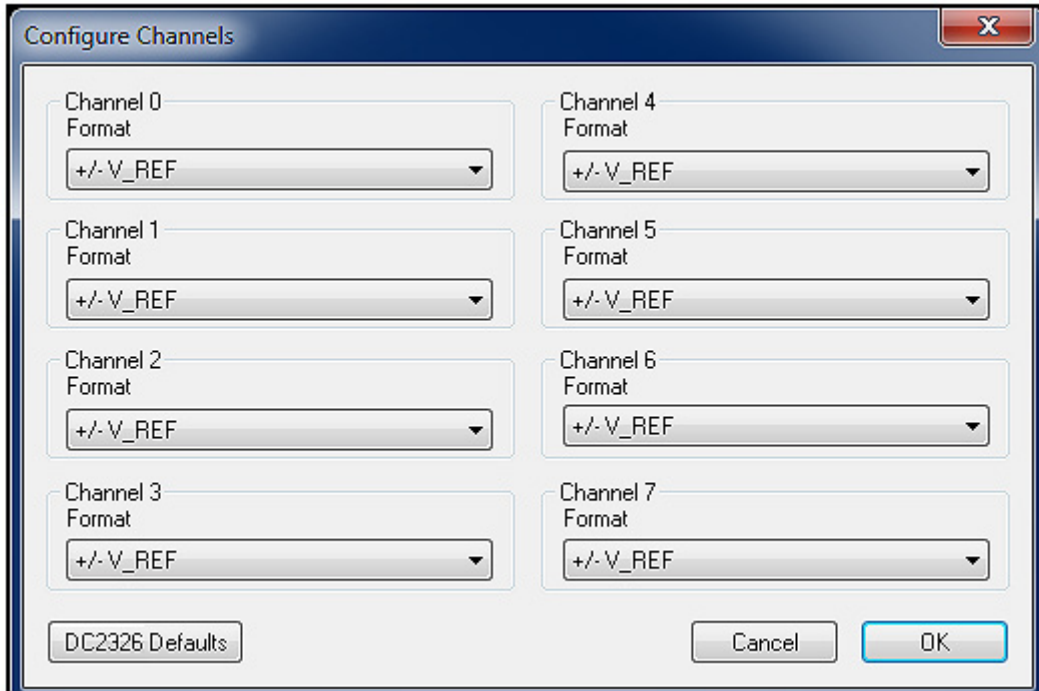 Configure Channels
Channel 0
Format
+/- V_REF
Channel 1
Format
+/- V_REF
Channel 2
Format
+/- V_REF
Channel 3
Format
+/- V_REF
Channel 4
Format
+/- V_REF
Channel 5
Format
+/- V_REF
Channel 6
Format
+/- V_REF
Channel 7
Format
+/- V_REF
DC2326 Defaults
Cancel
OK